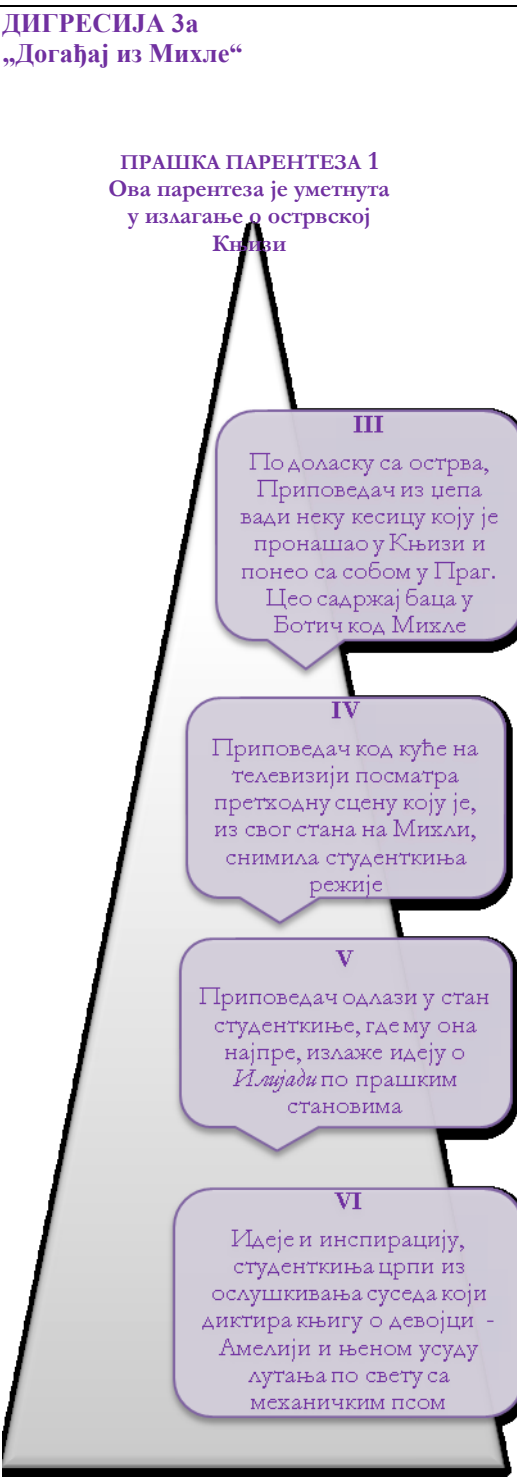 ДИГРЕСИЈА 3а
„Догађај из Михле“
ПРАШКА ПАРЕНТЕЗА 1
Ова парентеза је уметнута
у излагање о острвској
Књизи
III
По доласку са острва,
Приповедач из џепа
вади неку кесицу коју је
пронашао у Књизи и
понео са собом у Праг.
Цео садржај баца у
Ботич код Михле
IV
Приповедач код куће на
телевизији посматра
претходну сцену коју је,
из свог стана на Михли,
снимила студенткиња
режије
V
Приповедач одлази у стан
студенткиње, где му она
најпре, излаже идеју о
Илијади по прашким
становима
VI
Идеје и инспирацију,
студенткиња црпи из
ослушкивања суседа који
диктира књигу о девојци -
Амелији и њеном усуду
лутања по свету са
механичким псом